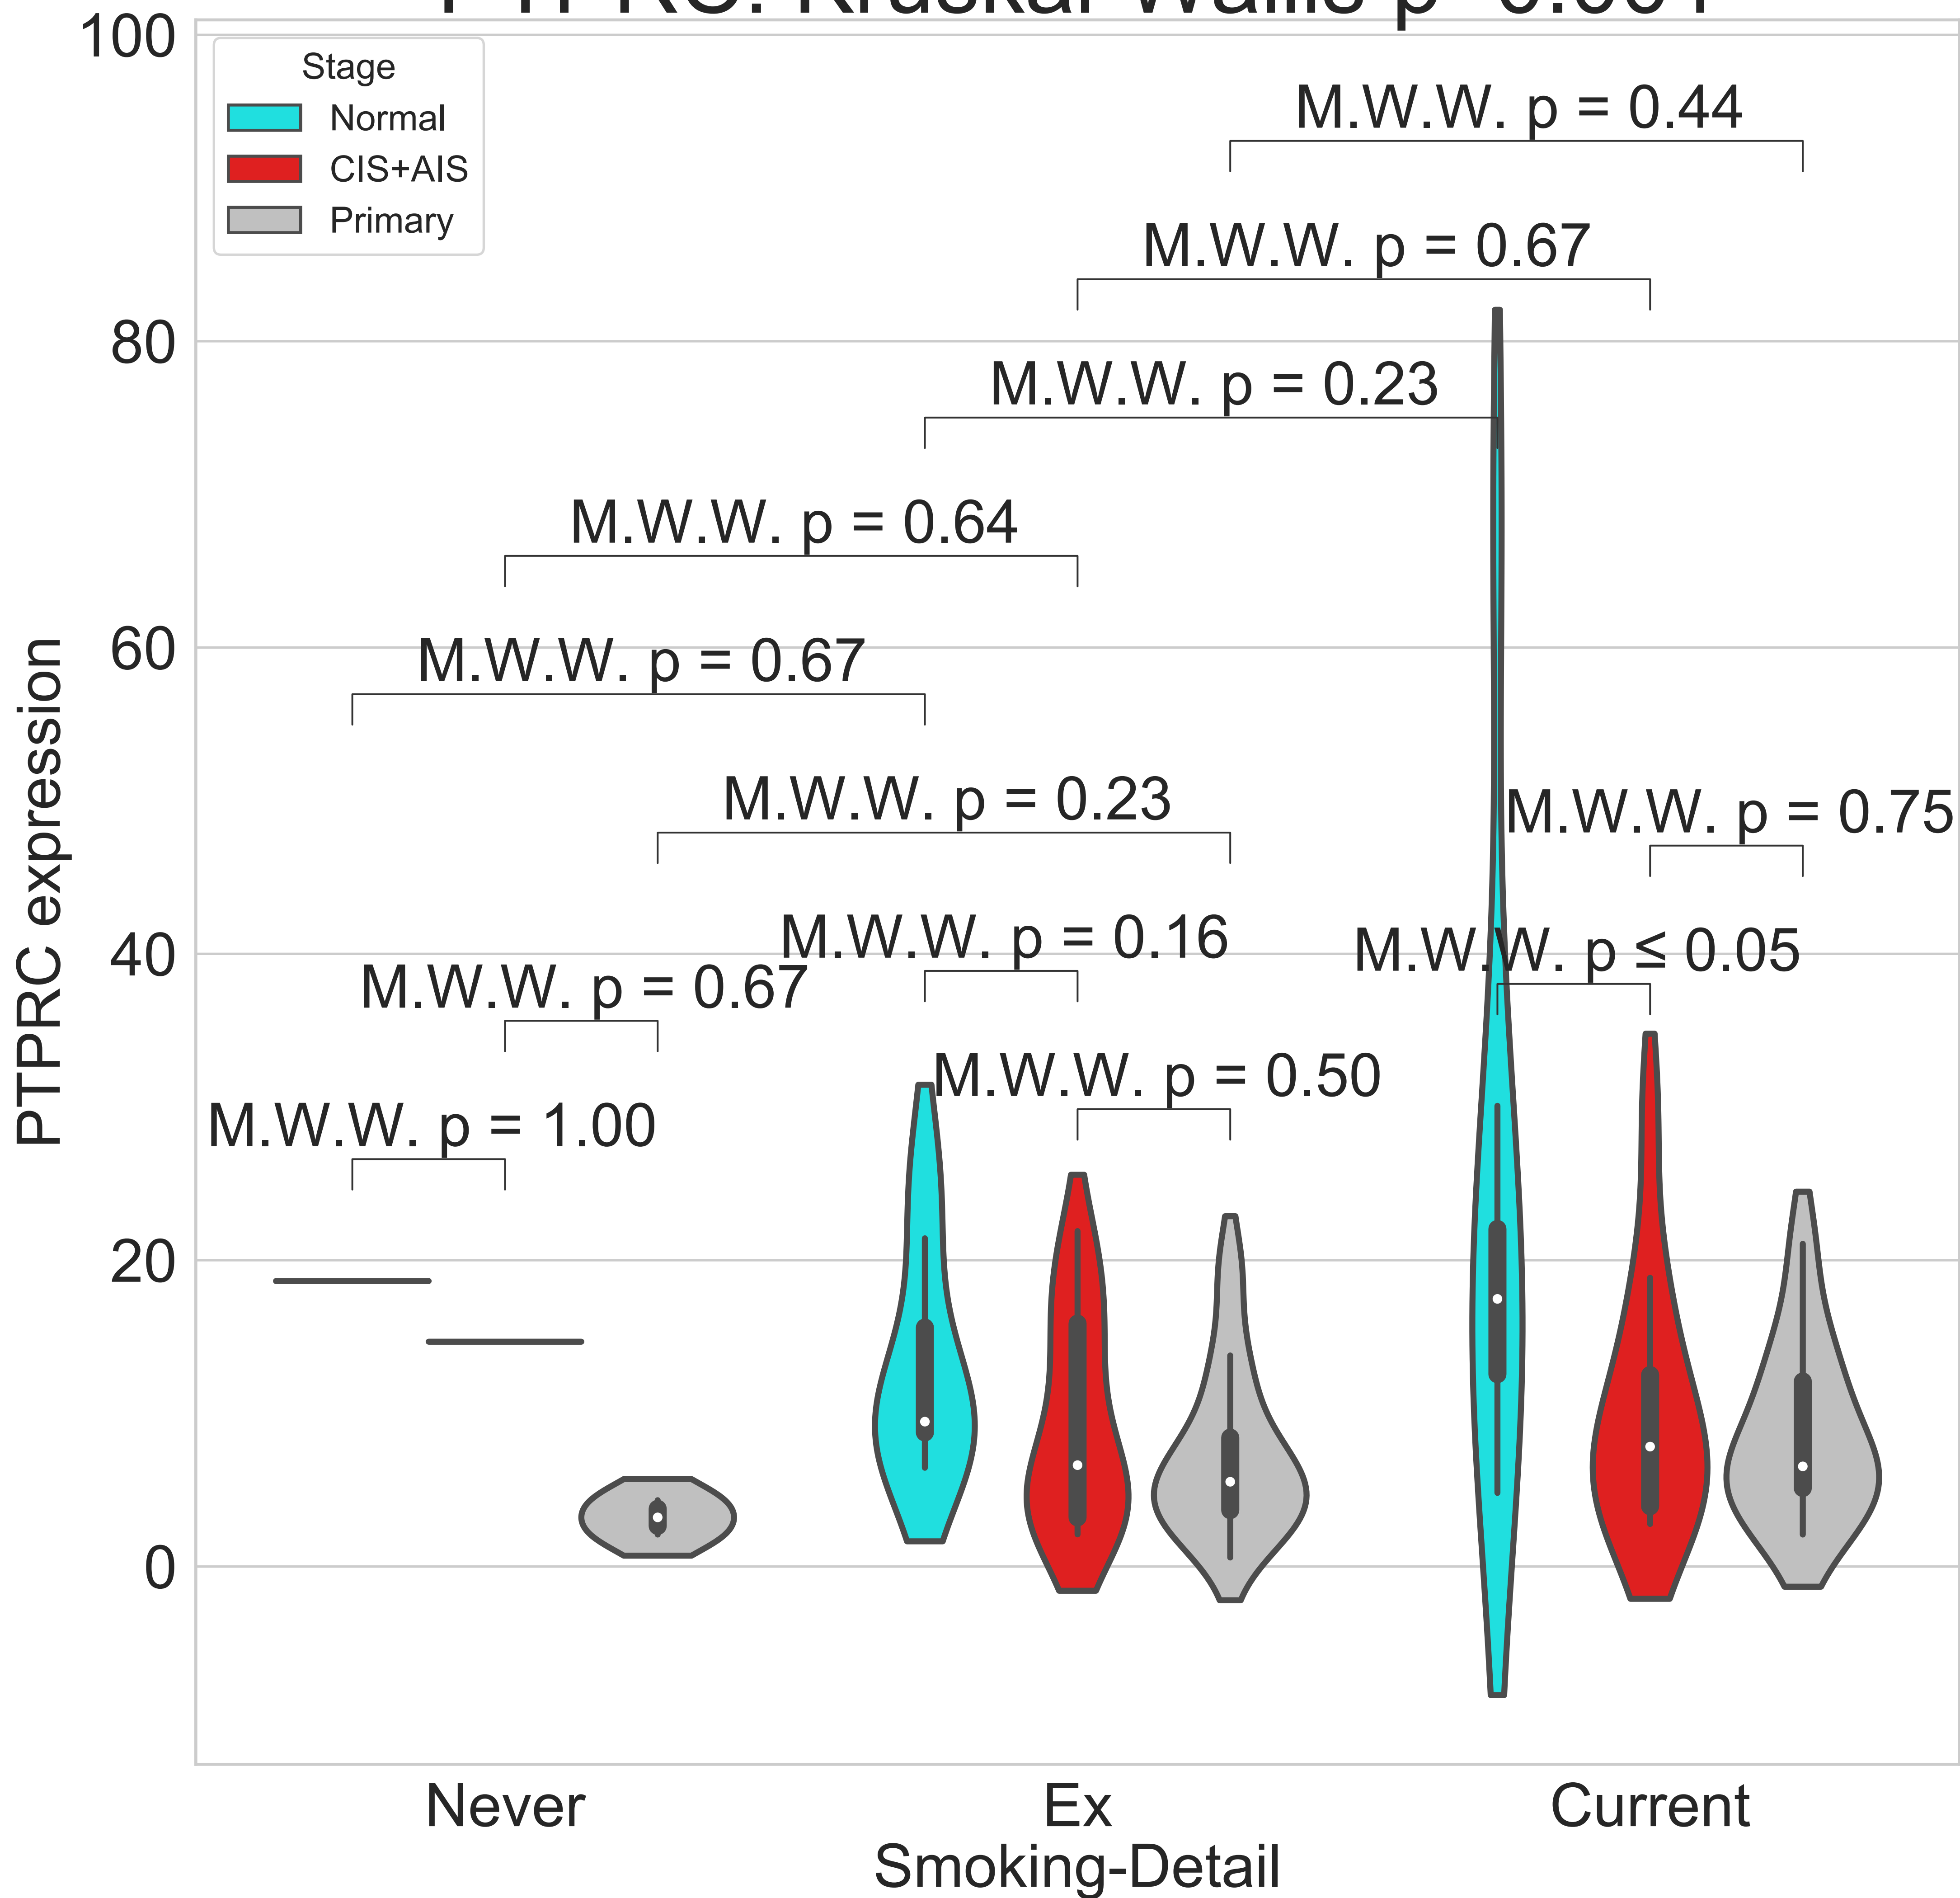 100
Stage
Normal
CIS+AIS
Primary
M.W.W. p = 0.44
M.W.W. p = 0.67
80
M.W.W. p = 0.23
M.W.W. p = 0.64
60
M.W.W. p = 0.67
M.W.W. p = 0.23
M.W.W. p = 0.75
M.W.W. p = 0.16
M.W.W. p ≤ 0.05
40
M.W.W. p = 0.67
M.W.W. p = 0.50
M.W.W. p = 1.00
20
0
PTPRC expression
Never
Ex
Current
Smoking-Detail